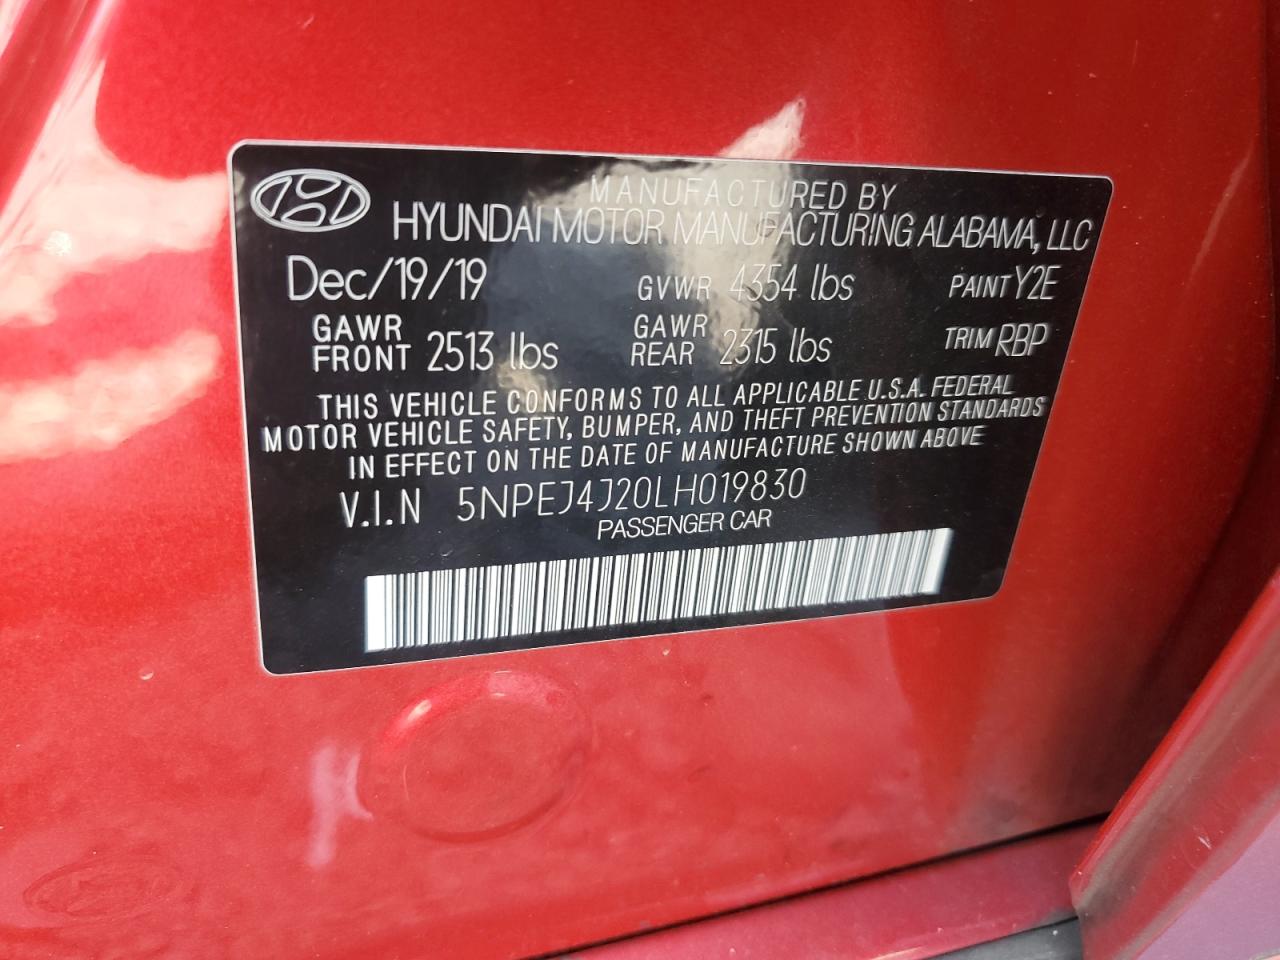 MANUFACTURED BY
HYUNDAI MOTOR MANUFACTURING ALABAMA, LLC
Dec/19/19 GVWR 4354 lbs PAINT Y2E
GAWR FRONT 2513 lbs GAWR REAR 2315 lbs TRIM RBP
THIS VEHICLE CONFORMS TO ALL APPLICABLE U.S.A. FEDERAL
MOTOR VEHICLE SAFETY, BUMPER, AND THEFT PREVENTION STANDARDS
IN EFFECT ON THE DATE OF MANUFACTURE SHOWN ABOVE
V.I.N 5NPEJ4J20LH019830
PASSENGER CAR